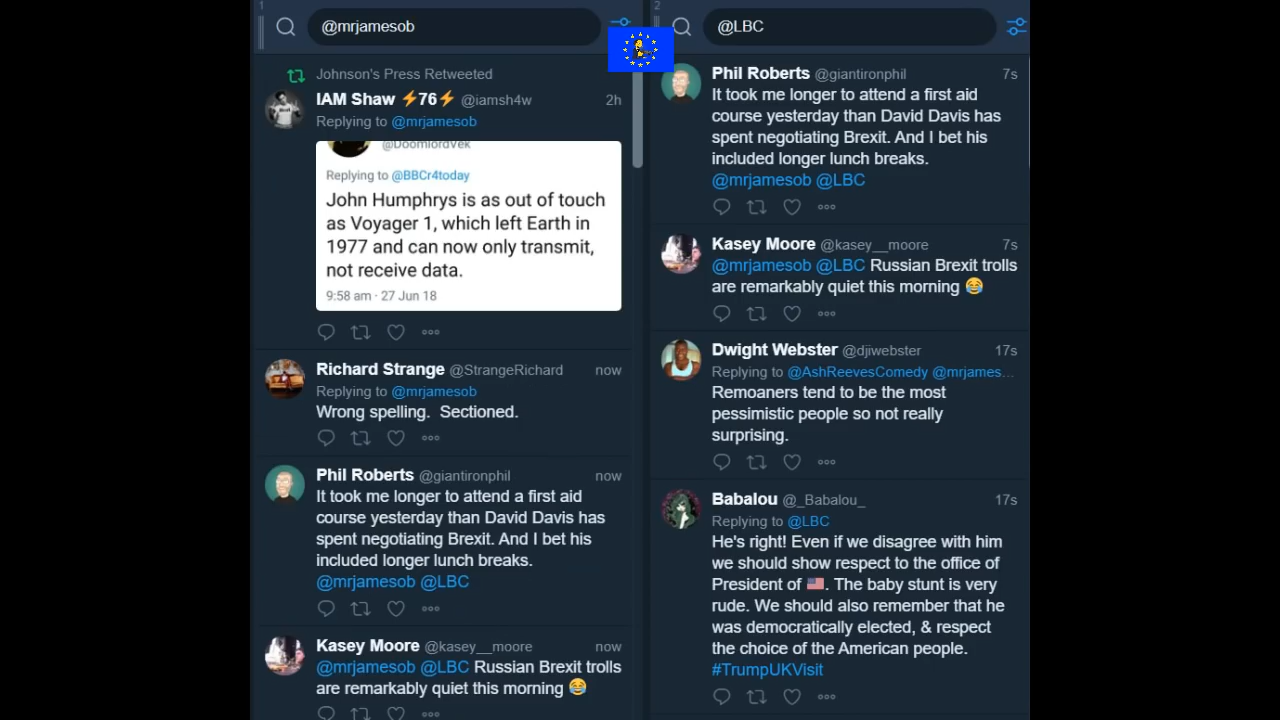 1
@mrjamesob
Johnson's Press Retweeted
IAM Shaw ⚡76⚡ @iamsh4w 2h
Replying to @mrjamesob
@DoomlordVek
Replying to @BBCr4today
John Humphrys is as out of touch
as Voyager 1, which left Earth in
1977 and can now only transmit,
not receive data.
9:58 am · 27 Jun 18
Richard Strange @StrangeRichard now
Replying to @mrjamesob
Wrong spelling.  Sectioned.
Phil Roberts @giantironphil now
It took me longer to attend a first aid
course yesterday than David Davis has
spent negotiating Brexit. And I bet his
included longer lunch breaks.
@mrjamesob @LBC
Kasey Moore @kasey__moore now
@mrjamesob @LBC Russian Brexit trolls
are remarkably quiet this morning 😂
2
@LBC
Phil Roberts @giantironphil 7s
It took me longer to attend a first aid
course yesterday than David Davis has
spent negotiating Brexit. And I bet his
included longer lunch breaks.
@mrjamesob @LBC
Kasey Moore @kasey__moore 7s
@mrjamesob @LBC Russian Brexit trolls
are remarkably quiet this morning 😂
Dwight Webster @djiwebster 17s
Replying to @AshReevesComedy @mrjames...
Remoaners tend to be the most
pessimistic people so not really
surprising.
Babalou @_Babalou_ 17s
Replying to @LBC
He's right! Even if we disagree with him
we should show respect to the office of
President of 🇺🇸. The baby stunt is very
rude. We should also remember that he
was democratically elected, & respect
the choice of the American people.
#TrumpUKVisit